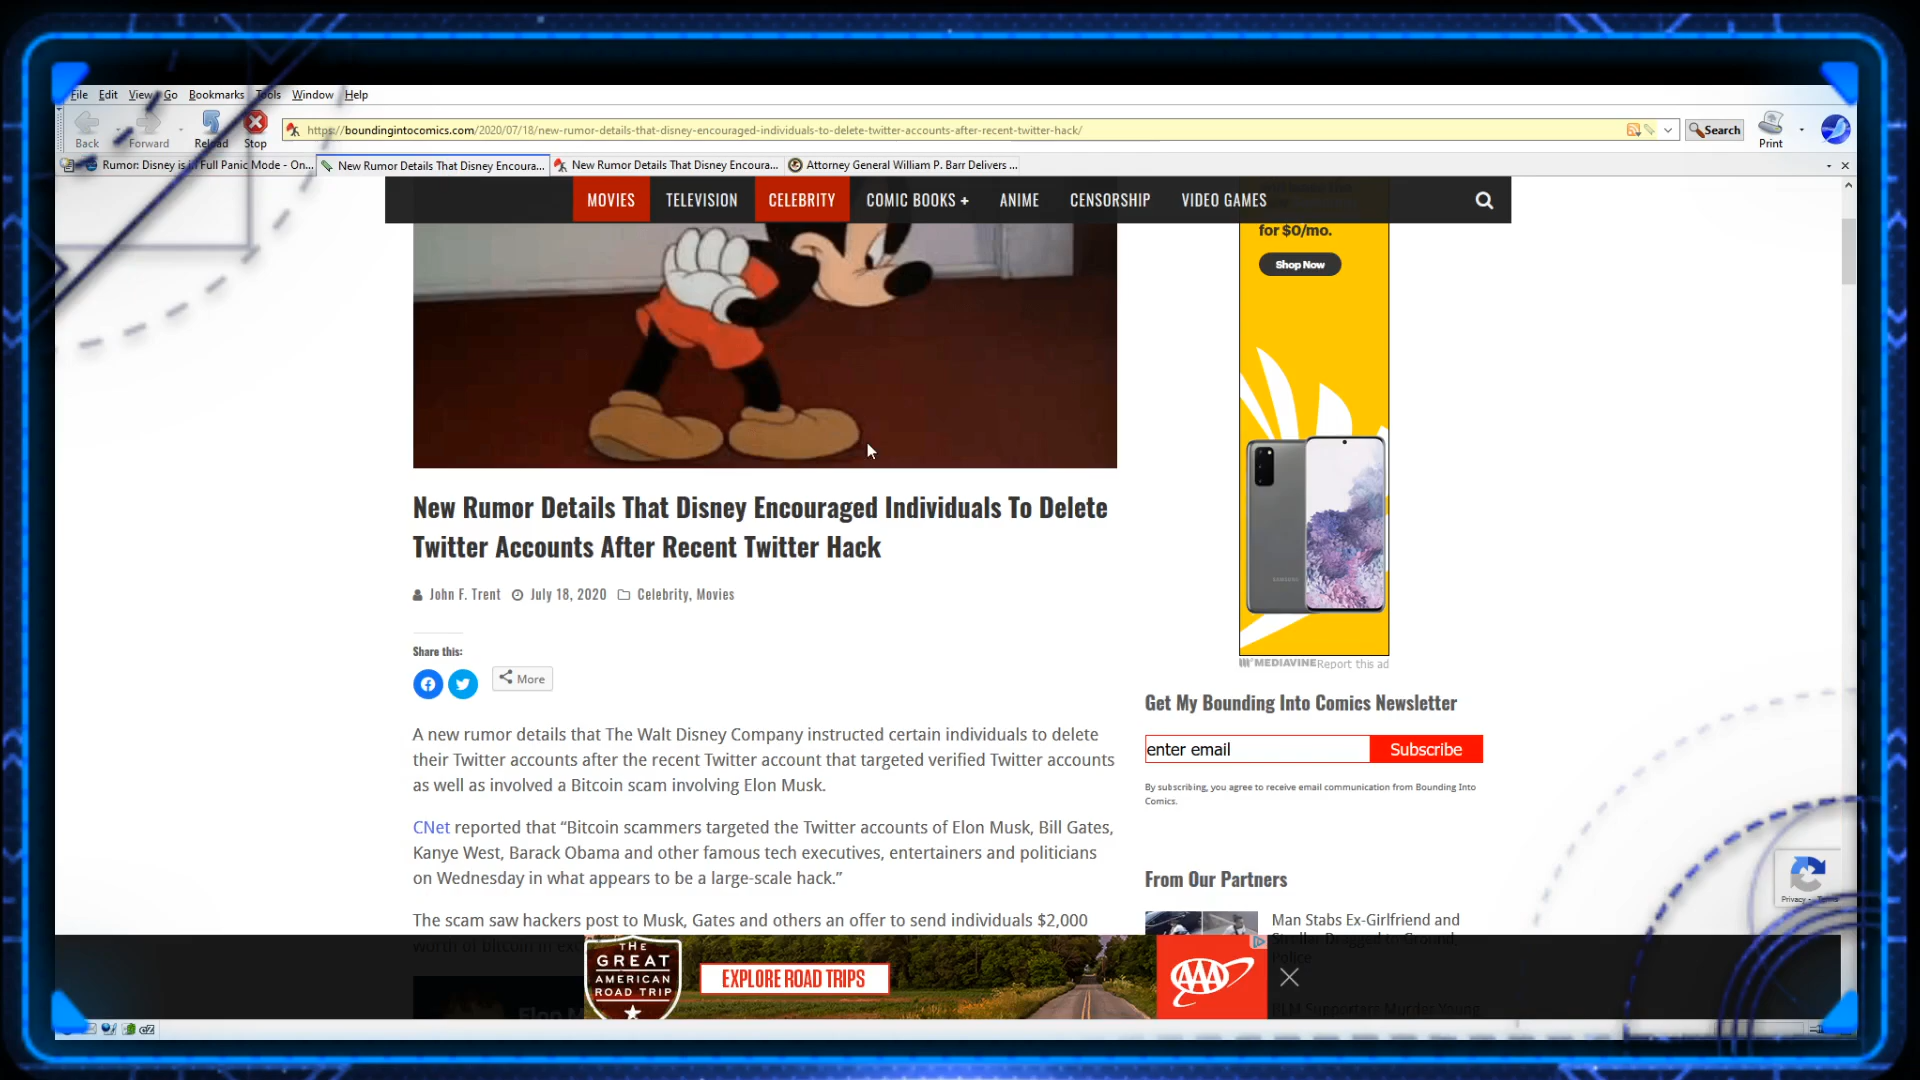 File Edit View Go Bookmarks Tools Window Help
Back Forward Reload Stop
https://boundingintocomics.com/2020/07/18/new-rumor-details-that-disney-encouraged-individuals-to-delete-twitter-accounts-after-recent-twitter-hack/
Search
Print
Rumor: Disney is in Full Panic Mode - On...
New Rumor Details That Disney Encoura...
New Rumor Details That Disney Encoura...
Attorney General William P. Barr Delivers ...
MOVIES TELEVISION CELEBRITY COMIC BOOKS + ANIME CENSORSHIP VIDEO GAMES
for $0/mo.
Shop Now
SAMSUNG
MEDIAVINE Report this ad
New Rumor Details That Disney Encouraged Individuals To Delete
Twitter Accounts After Recent Twitter Hack
John F. Trent July 18, 2020 Celebrity, Movies
Share this:
More
A new rumor details that The Walt Disney Company instructed certain individuals to delete
their Twitter accounts after the recent Twitter account that targeted verified Twitter accounts
as well as involved a Bitcoin scam involving Elon Musk.
CNet reported that “Bitcoin scammers targeted the Twitter accounts of Elon Musk, Bill Gates,
Kanye West, Barack Obama and other famous tech executives, entertainers and politicians
on Wednesday in what appears to be a large-scale hack.”
The scam saw hackers post to Musk, Gates and others an offer to send individuals $2,000
worth of bitcoin in
Get My Bounding Into Comics Newsletter
enter email Subscribe
By subscribing, you agree to receive email communication from Bounding Into
Comics.
From Our Partners
Man Stabs Ex-Girlfriend and
Stroller Dragged to Ground,
Police
BLM Supporters Murder Young
Privacy - Terms
THE
GREAT
AMERICAN
ROAD TRIP
EXPLORE ROAD TRIPS
AAA
Elon M